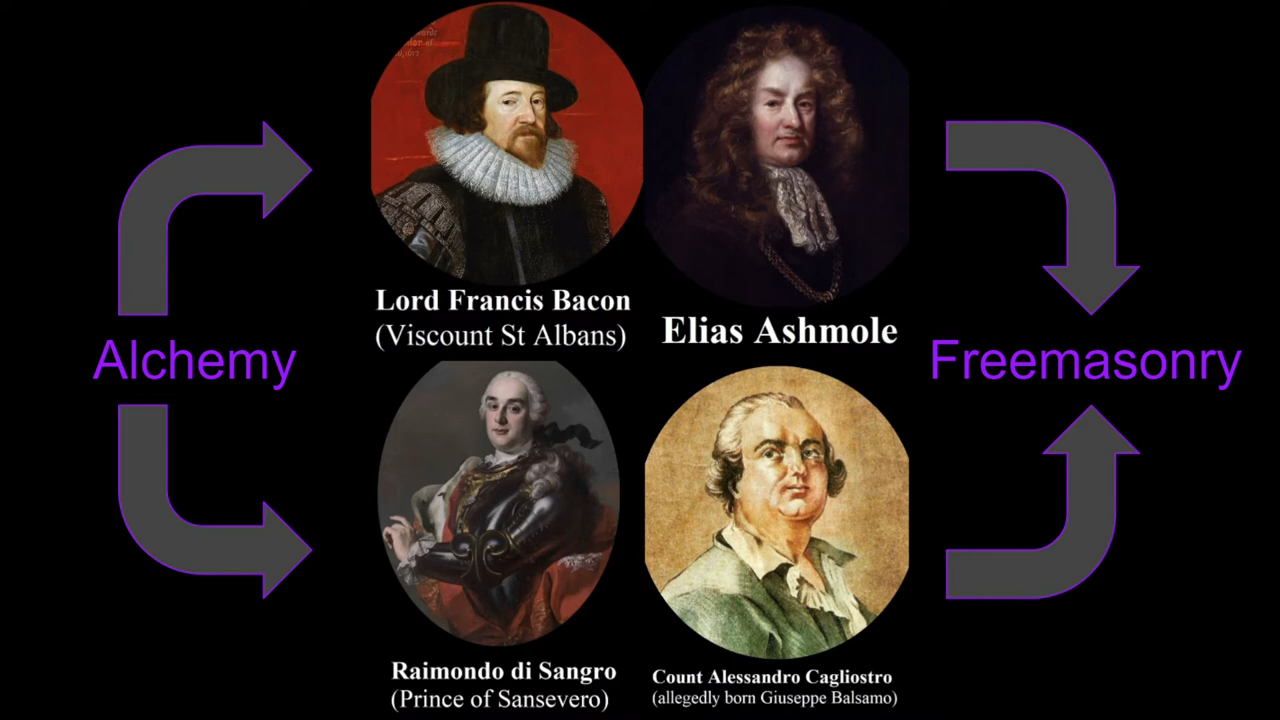 Lord Francis Bacon
(Viscount St Albans)
Elias Ashmole
Alchemy
Freemasonry
Raimondo di Sangro
(Prince of Sansevero)
Count Alessandro Cagliostro
(allegedly born Giuseppe Balsamo)